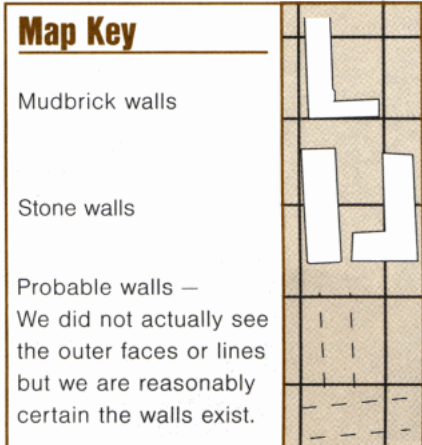 Map Key
Mudbrick walls
Stone walls
Probable walls —
We did not actually see
the outer faces or lines
but we are reasonably
certain the walls exist.